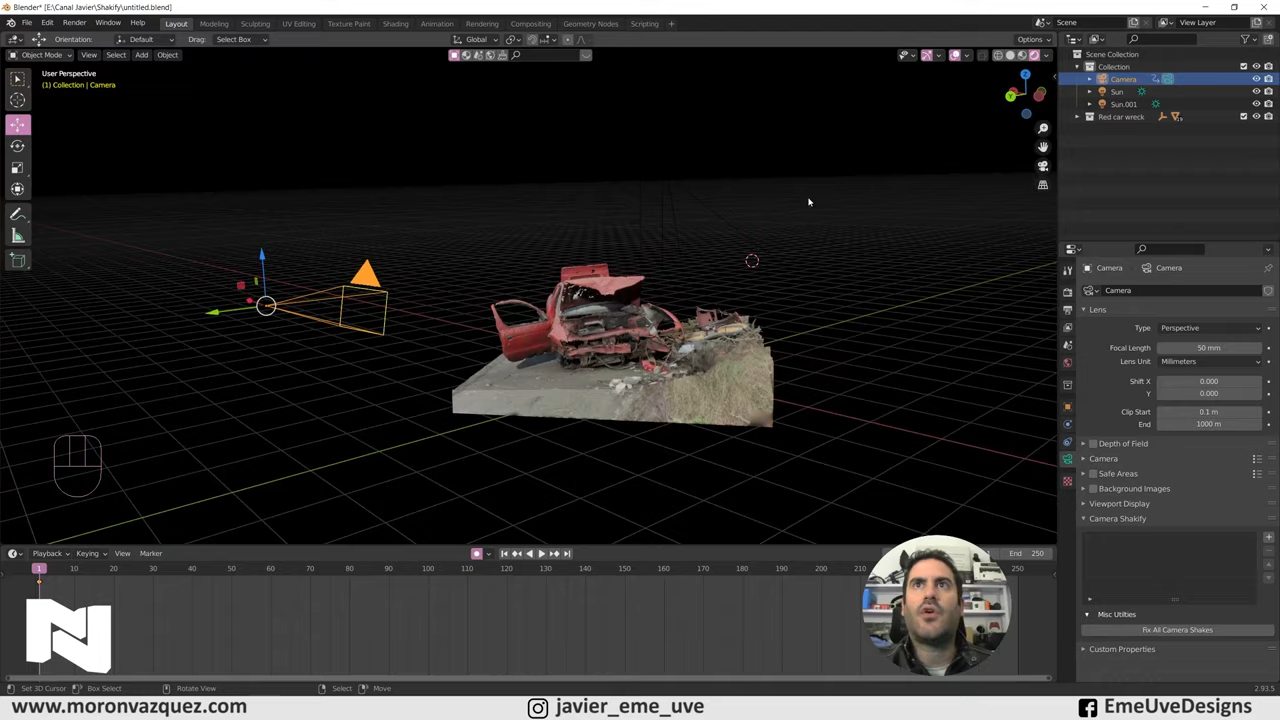 Blender* [E:\Canal Javier\Shakify\untitled.blend]
File Edit Render Window Help Layout Modeling Sculpting UV Editing Texture Paint Shading Animation Rendering Compositing Geometry Nodes Scripting + Scene View Layer
Orientation: Default Drag: Select Box Global Options
Object Mode View Select Add Object
User Perspective
(1) Collection | Camera
Scene Collection
Collection
Camera
Sun
Sun.001
Red car wreck
Camera Camera
Camera
Lens
Type Perspective
Focal Length 50 mm
Lens Unit Millimeters
Shift X 0.000
Y 0.000
Clip Start 0.1 m
End 1000 m
Depth of Field
Camera
Safe Areas
Background Images
Viewport Display
Camera Shakify
Misc Utilties
Fix All Camera Shakes
Custom Properties
Playback Keying View Marker End 250
1 10 20 30 40 50 60 70 80 90 100 110 120 130 140 150 160 170 180 190 200 210 250
N
Set 3D Cursor Box Select Rotate View Select Move 2.93.5
www.moronvazquez.com javier_eme_uve EmeUveDesigns